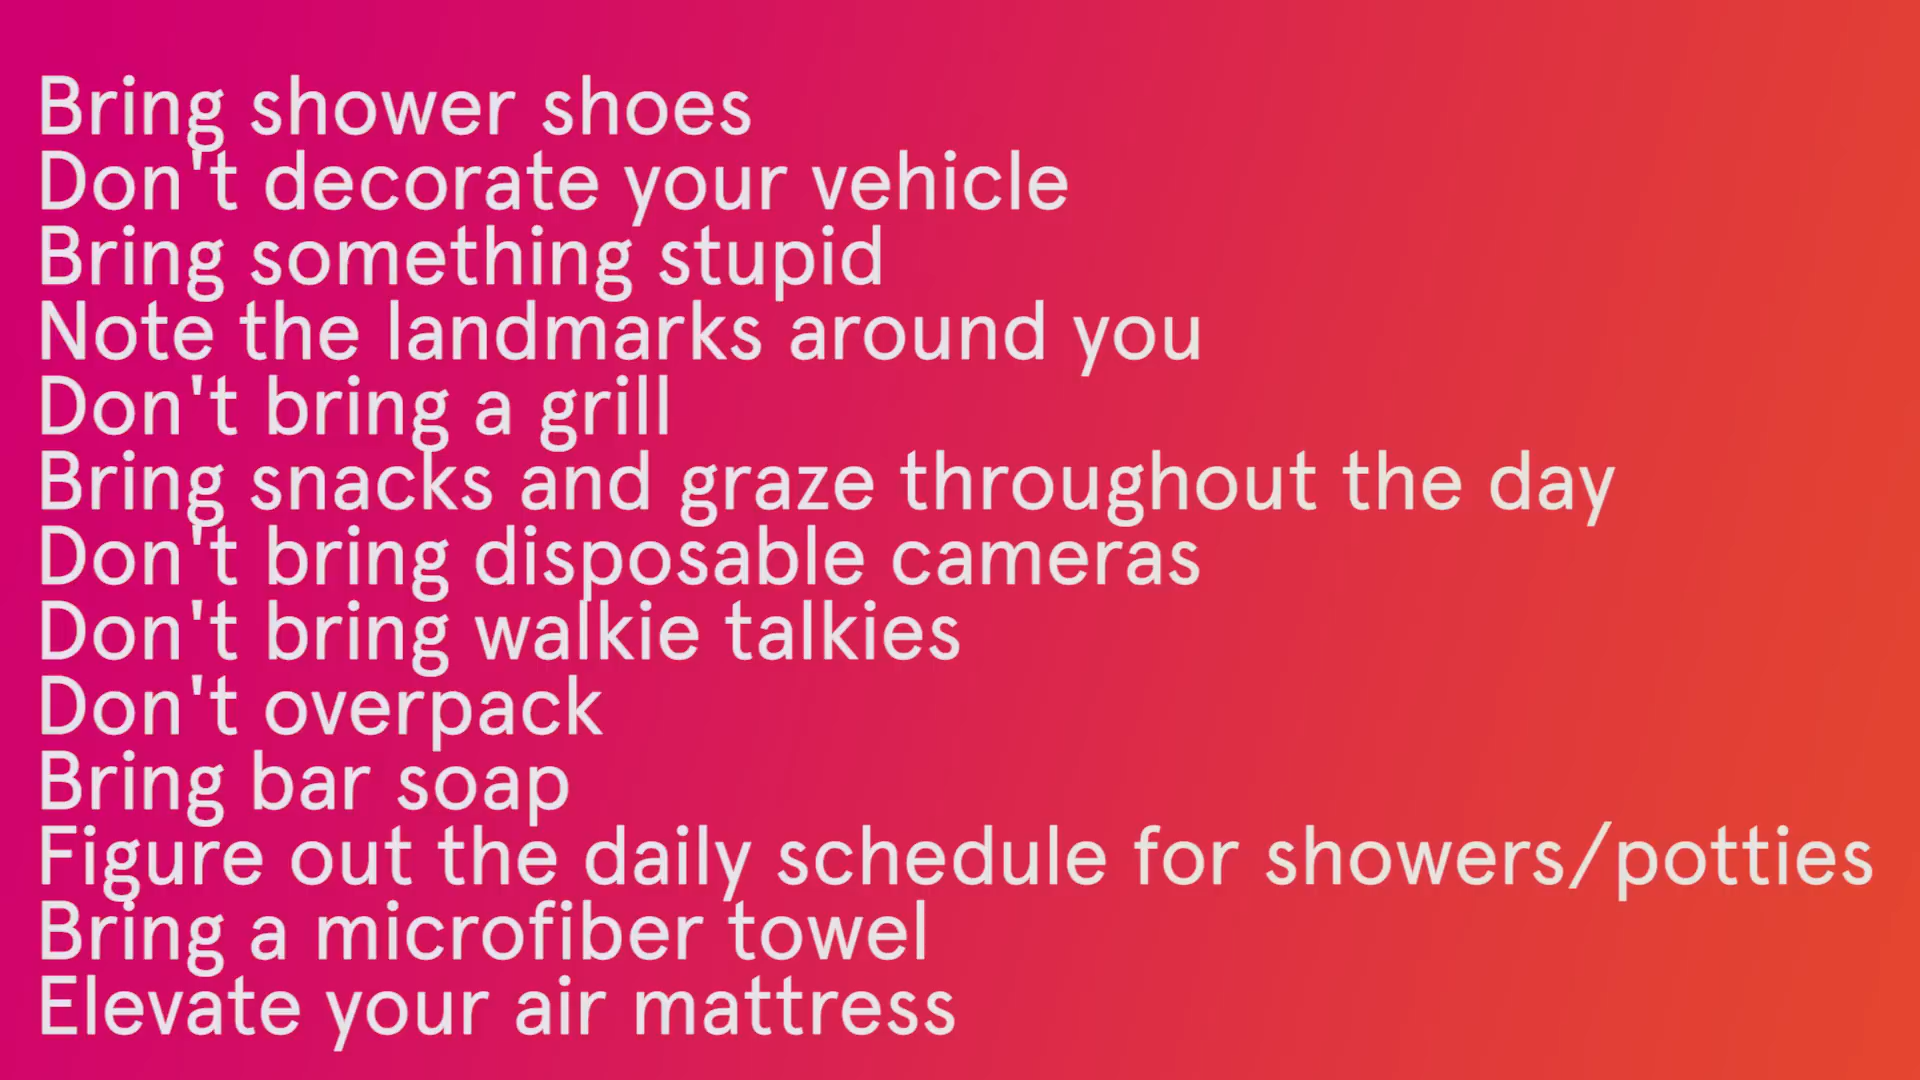 Bring shower shoes
Don't decorate your vehicle
Bring something stupid
Note the landmarks around you
Don't bring a grill
Bring snacks and graze throughout the day
Don't bring disposable cameras
Don't bring walkie talkies
Don't overpack
Bring bar soap
Figure out the daily schedule for showers/potties
Bring a microfiber towel
Elevate your air mattress